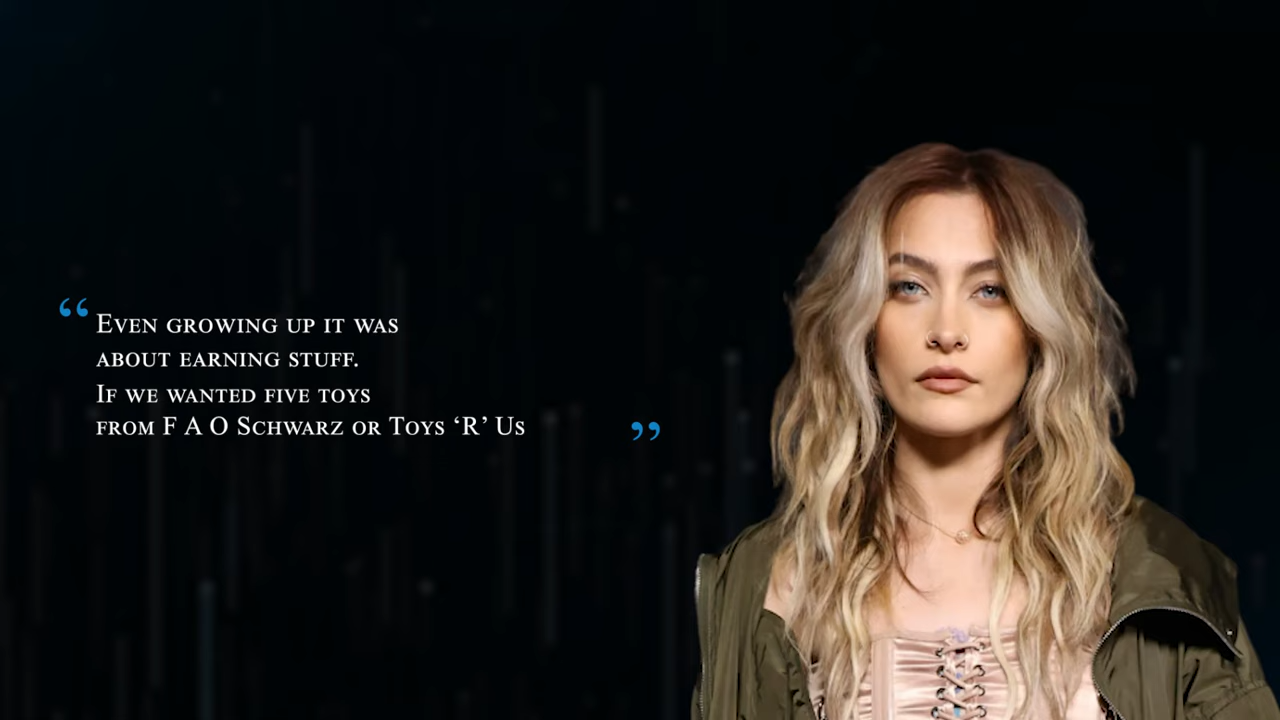 “Even growing up it was
about earning stuff.
If we wanted five toys
from F A O Schwarz or Toys ‘R’ Us ”